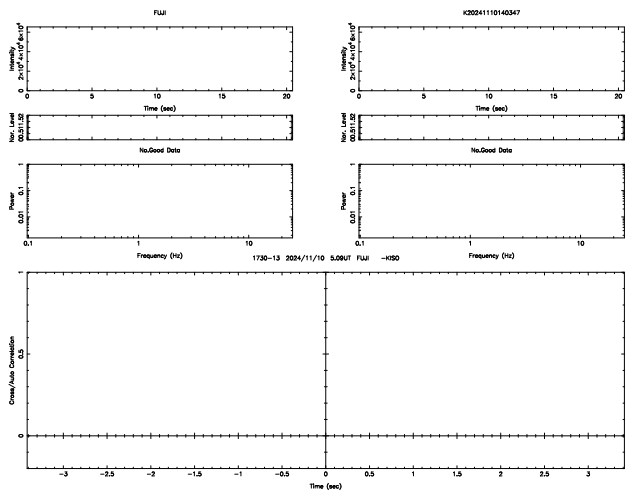 FUJI
K20241110140347
Intensity
0 2×10⁴ 4×10⁴ 6×10⁴
0 5 10 15 20
Time (sec)
Intensity
0 2×10⁴ 4×10⁴ 6×10⁴
0 5 10 15 20
Time (sec)
Nor. Level
00.511.52
No.Good Data
Nor. Level
00.511.52
No.Good Data
Power
1
0.1
0.01
0.1 1 10
Frequency (Hz)
Power
1
0.1
0.01
0.1 1 10
Frequency (Hz)
1730-13 2024/11/10 5.09UT FUJI -KISO
Cross/Auto Correlation
1
0.5
0
-3 -2.5 -2 -1.5 -1 -0.5 0 0.5 1 1.5 2 2.5 3
Time (sec)